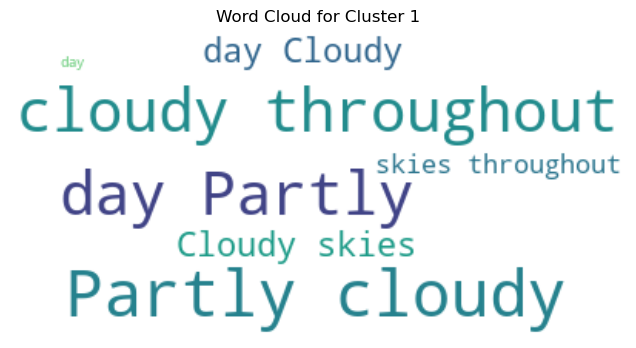 Word Cloud for Cluster 1
day Cloudy
day
cloudy throughout
skies throughout
day Partly
Cloudy skies
Partly cloudy